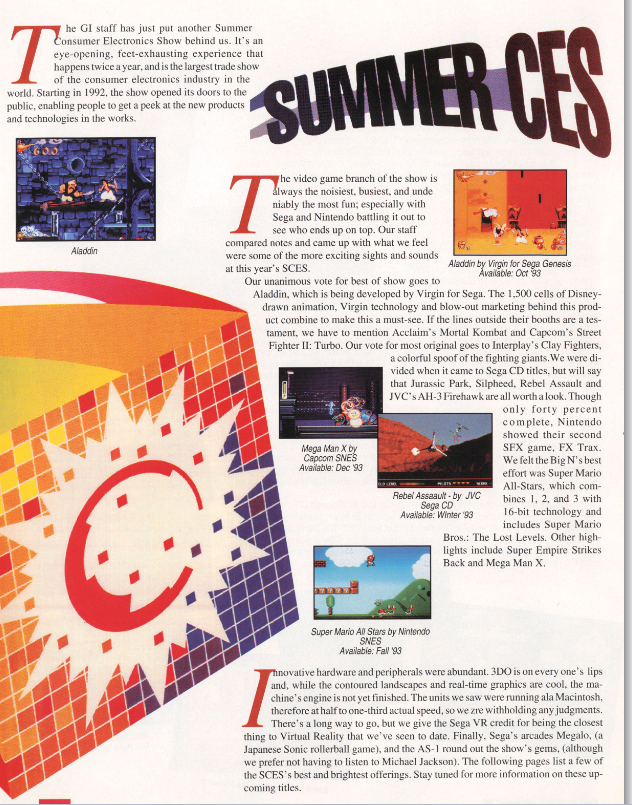 SUMMER CES
The GI staff has just put another Summer
Consumer Electronics Show behind us. It's an
eye-opening, feet-exhausting experience that
happens twice a year, and is the largest trade show
of the consumer electronics industry in the
world. Starting in 1992, the show opened its doors to the
public, enabling people to get a peek at the new products
and technologies in the works.
600
Aladdin
The video game branch of the show is
always the noisiest, busiest, and unde
niably the most fun; especially with
Sega and Nintendo battling it out to
see who ends up on top. Our staff
compared notes and came up with what we feel
were some of the more exciting sights and sounds
at this year's SCES.
Aladdin by Virgin for Sega Genesis
Available: Oct '93
Our unanimous vote for best of show goes to
Aladdin, which is being developed by Virgin for Sega. The 1,500 cells of Disney-
drawn animation, Virgin technology and blow-out marketing behind this prod-
uct combine to make this a must-see. If the lines outside their booths are a tes-
tament, we have to mention Acclaim's Mortal Kombat and Capcom's Street
Fighter II: Turbo. Our vote for most original goes to Interplay's Clay Fighters,
a colorful spoof of the fighting giants.We were di-
vided when it came to Sega CD titles, but will say
that Jurassic Park, Silpheed, Rebel Assault and
JVC's AH-3 Firehawk are all worth a look. Though
only forty percent
complete, Nintendo
showed their second
SFX game, FX Trax.
We felt the Big N's best
effort was Super Mario
All-Stars, which com-
bines 1, 2, and 3 with
16-bit technology and
includes Super Mario
Bros.: The Lost Levels. Other high-
lights include Super Empire Strikes
Back and Mega Man X.
Mega Man X by
Capcom SNES
Available: Dec '93
Rebel Assaault - by JVC
Sega CD
Available: Winter '93
Super Mario All Stars by Nintendo
SNES
Available: Fall '93
Innovative hardware and peripherals were abundant. 3DO is on every one's lips
and, while the contoured landscapes and real-time graphics are cool, the ma-
chine's engine is not yet finished. The units we saw were running ala Macintosh,
therefore at half to one-third actual speed, so we zre withholding any judgments.
There's a long way to go, but we give the Sega VR credit for being the closest
thing to Virtual Reality that we've seen to date. Finally, Sega's arcades Megalo, (a
Japanese Sonic rollerball game), and the AS-1 round out the show's gems, (although
we prefer not having to listen to Michael Jackson). The following pages list a few of
the SCES's best and brightest offerings. Stay tuned for more information on these up-
coming titles.